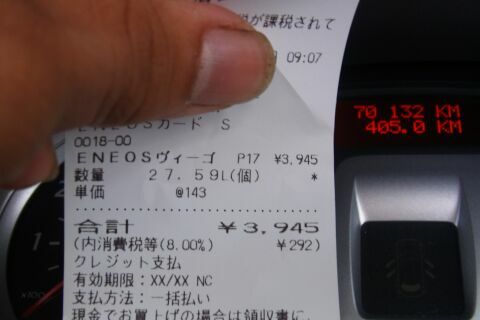 が課税されて
09:07
ENEOSカード S
0018-00
ENEOSヴィーゴ P17 ¥3,945
数量 27.59L(個) *
単価 @143
合計 ¥3,945
(内消費税等(8.00%) ¥292)
クレジット支払
有効期限：XX/XX NC
支払方法：一括払い
現金でお買上げの場合は領収書に、
70 132 KM
405.0 KM
x100